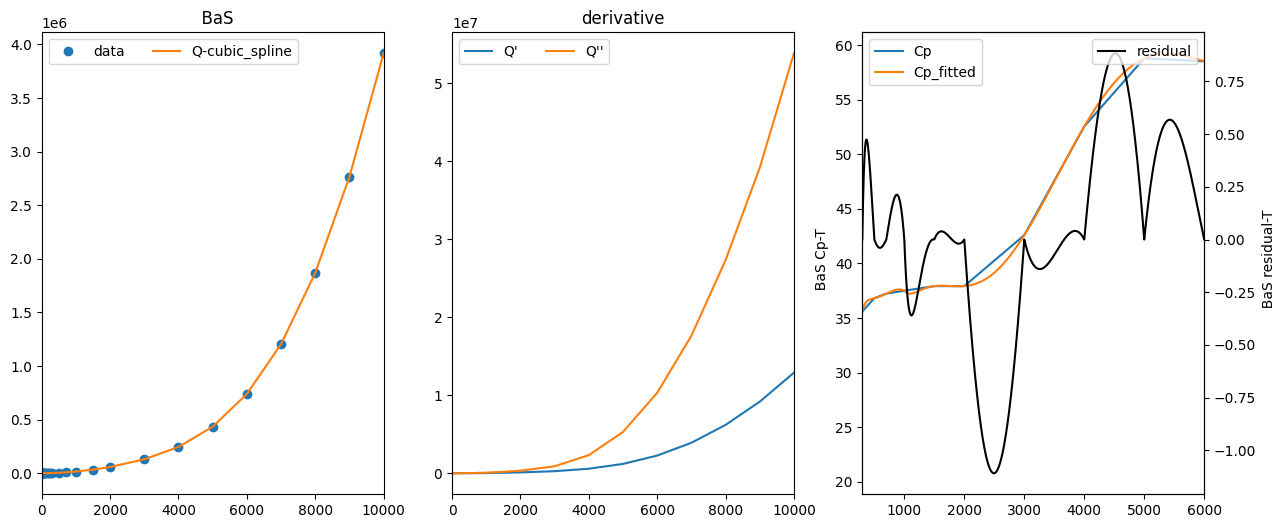 BaS
1e6
data
Q-cubic_spline
4.0
3.5
3.0
2.5
2.0
1.5
1.0
0.5
0.0
0 2000 4000 6000 8000 10000
derivative
1e7
Q'
Q''
5
4
3
2
1
0
0 2000 4000 6000 8000 10000
Cp
Cp_fitted
residual
60
55
50
45
40
35
30
25
20
BaS Cp-T
1000 2000 3000 4000 5000 6000
0.75
0.50
0.25
0.00
−0.25
−0.50
−0.75
−1.00
BaS residual-T